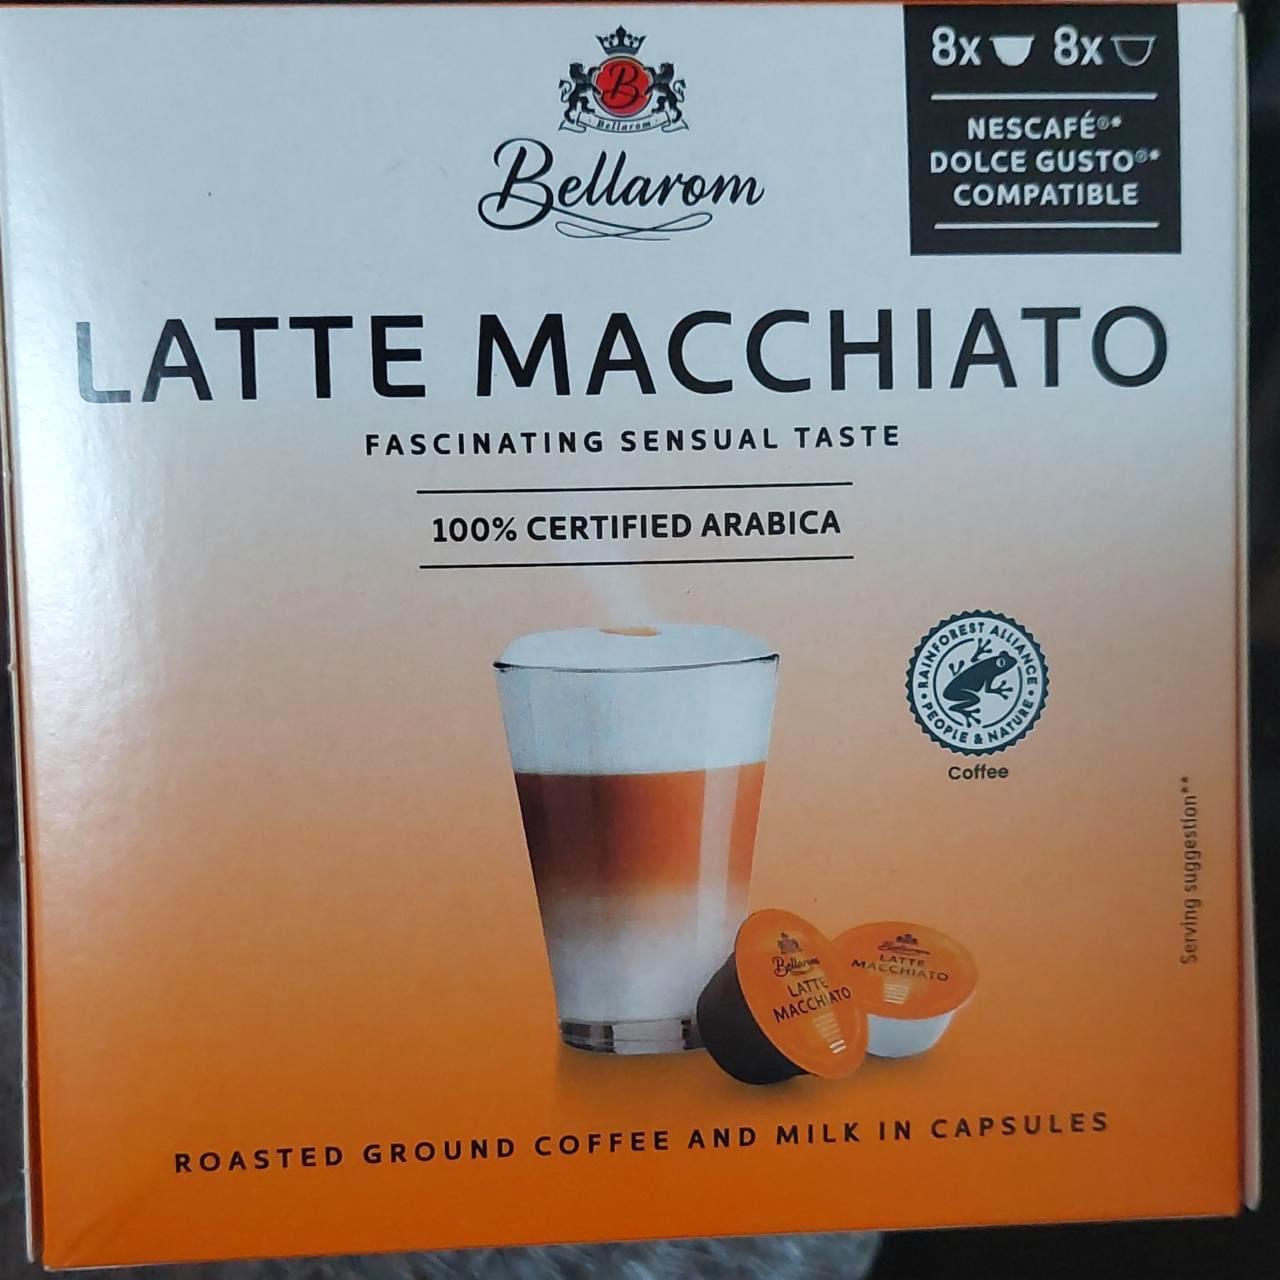 B
Bellarom
Bellarom
8x 8x
NESCAFÉ®*
DOLCE GUSTO®*
COMPATIBLE
LATTE MACCHIATO
FASCINATING SENSUAL TASTE
100% CERTIFIED ARABICA
RAINFOREST ALLIANCE
PEOPLE & NATURE
Coffee
Serving suggestion**
Bellarom
LATTE
MACCHIATO
Bellarom
LATTE
MACCHIATO
ROASTED GROUND COFFEE AND MILK IN CAPSULES